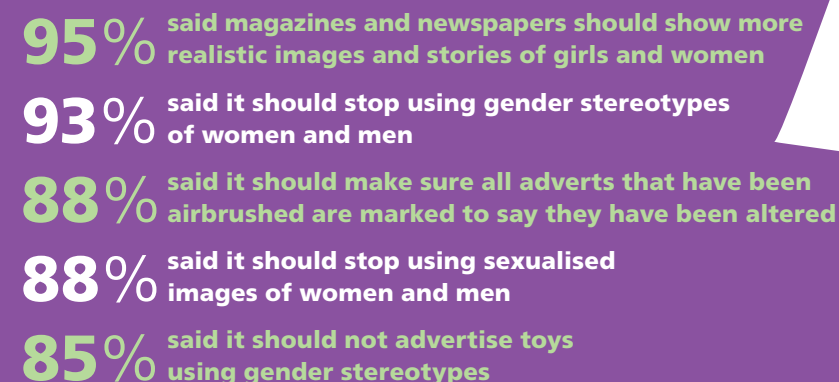 95% said magazines and newspapers should show more
realistic images and stories of girls and women
93% said it should stop using gender stereotypes
of women and men
88% said it should make sure all adverts that have been
airbrushed are marked to say they have been altered
88% said it should stop using sexualised
images of women and men
85% said it should not advertise toys
using gender stereotypes